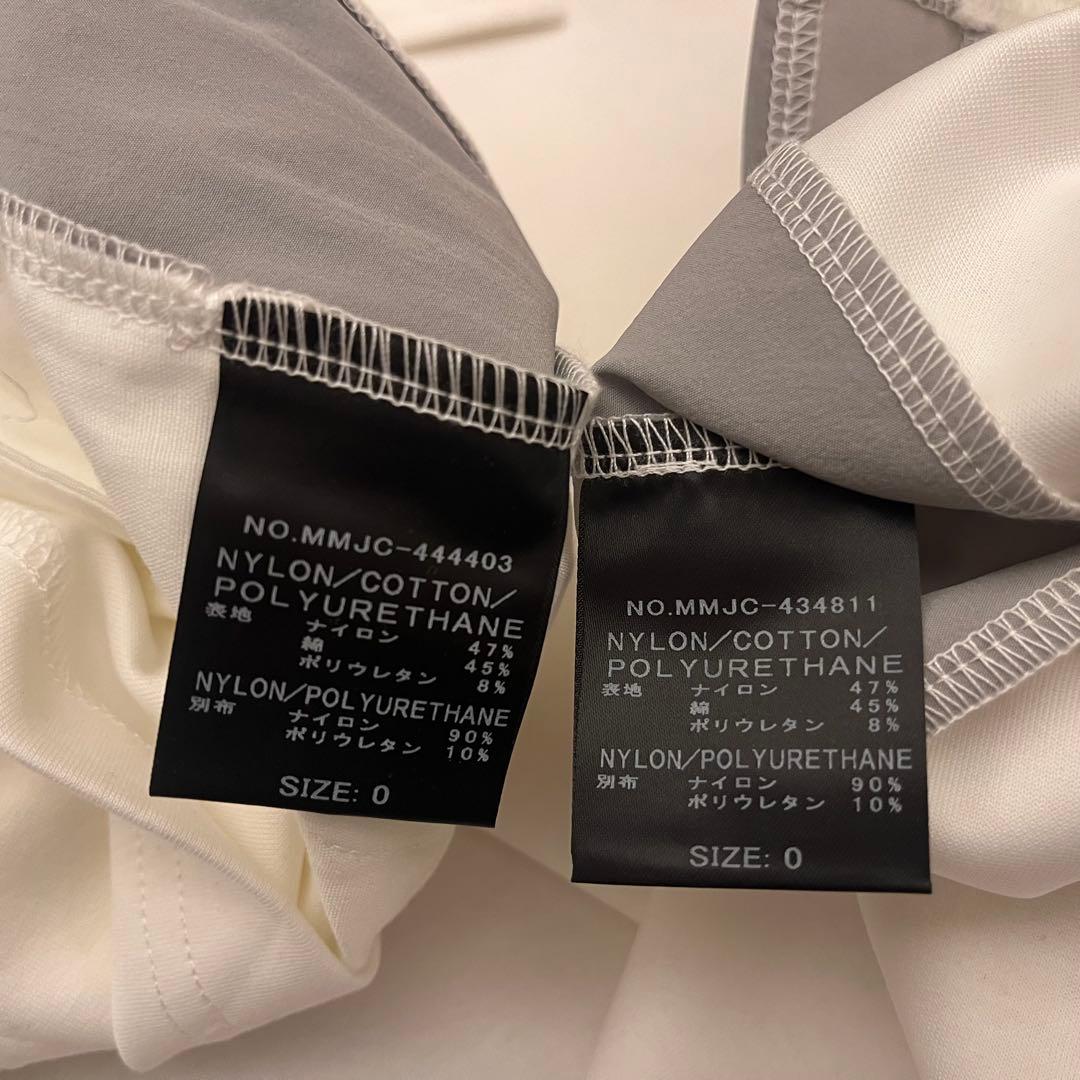 NO.MMJC-444403
NYLON/COTTON/
POLYURETHANE
表地 ナイロン 47%
綿 45%
ポリウレタン 8%
NYLON/POLYURETHANE
別布 ナイロン 90%
ポリウレタン 10%
SIZE: 0
NO.MMJC-434811
NYLON/COTTON/
POLYURETHANE
表地 ナイロン 47%
綿 45%
ポリウレタン 8%
NYLON/POLYURETHANE
別布 ナイロン 90%
ポリウレタン 10%
SIZE: 0